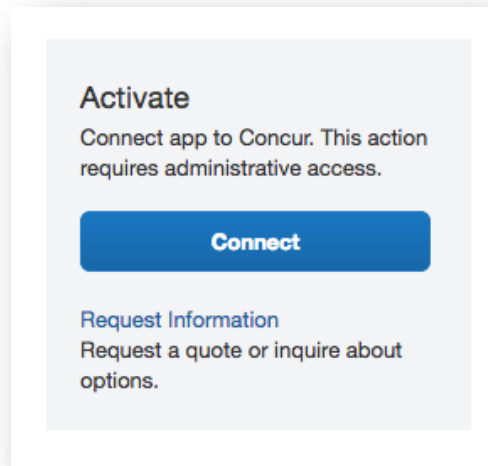 Activate
Connect app to Concur. This action
requires administrative access.
Connect
Request Information
Request a quote or inquire about
options.